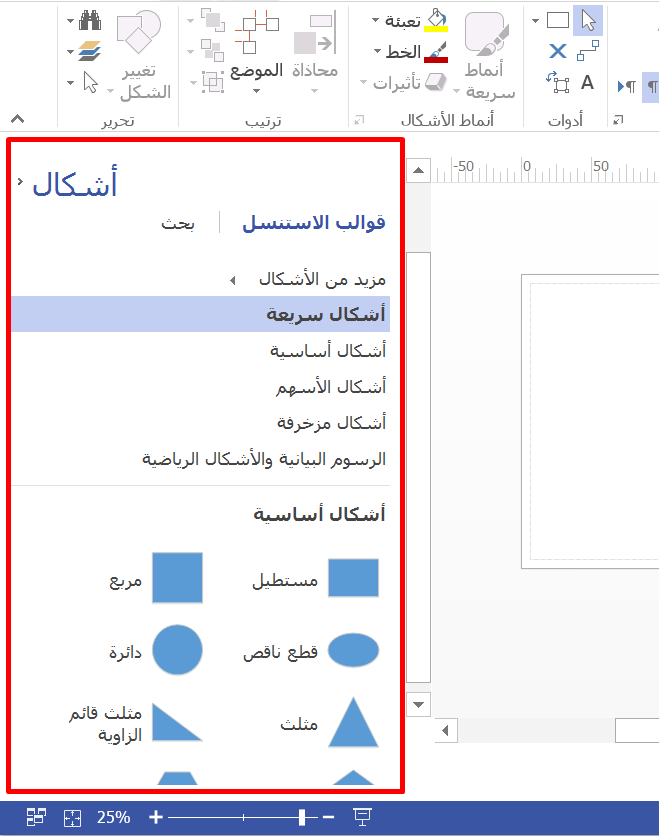 تعبئة
الخط
تأثيرات
أنماط سريعة
أنماط الأشكال
أدوات
A
محاذاة
الموضع
ترتيب
تغيير الشكل
تحرير
أشكال
قوالب الاستنسل
بحث
مزيد من الأشكال
أشكال سريعة
أشكال أساسية
أشكال الأسهم
أشكال مزخرفة
الرسوم البيانية والأشكال الرياضية
أشكال أساسية
مستطيل
مربع
قطع ناقص
دائرة
مثلث
مثلث قائم
الزاوية
-50 0 50
25%